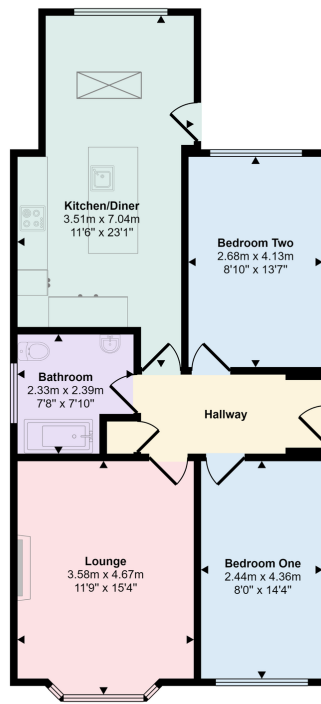 Kitchen/Diner
3.51m x 7.04m
11'6" x 23'1"
Bedroom Two
2.68m x 4.13m
8'10" x 13'7"
Bathroom
2.33m x 2.39m
7'8" x 7'10"
Hallway
Lounge
3.58m x 4.67m
11'9" x 15'4"
Bedroom One
2.44m x 4.36m
8'0" x 14'4"